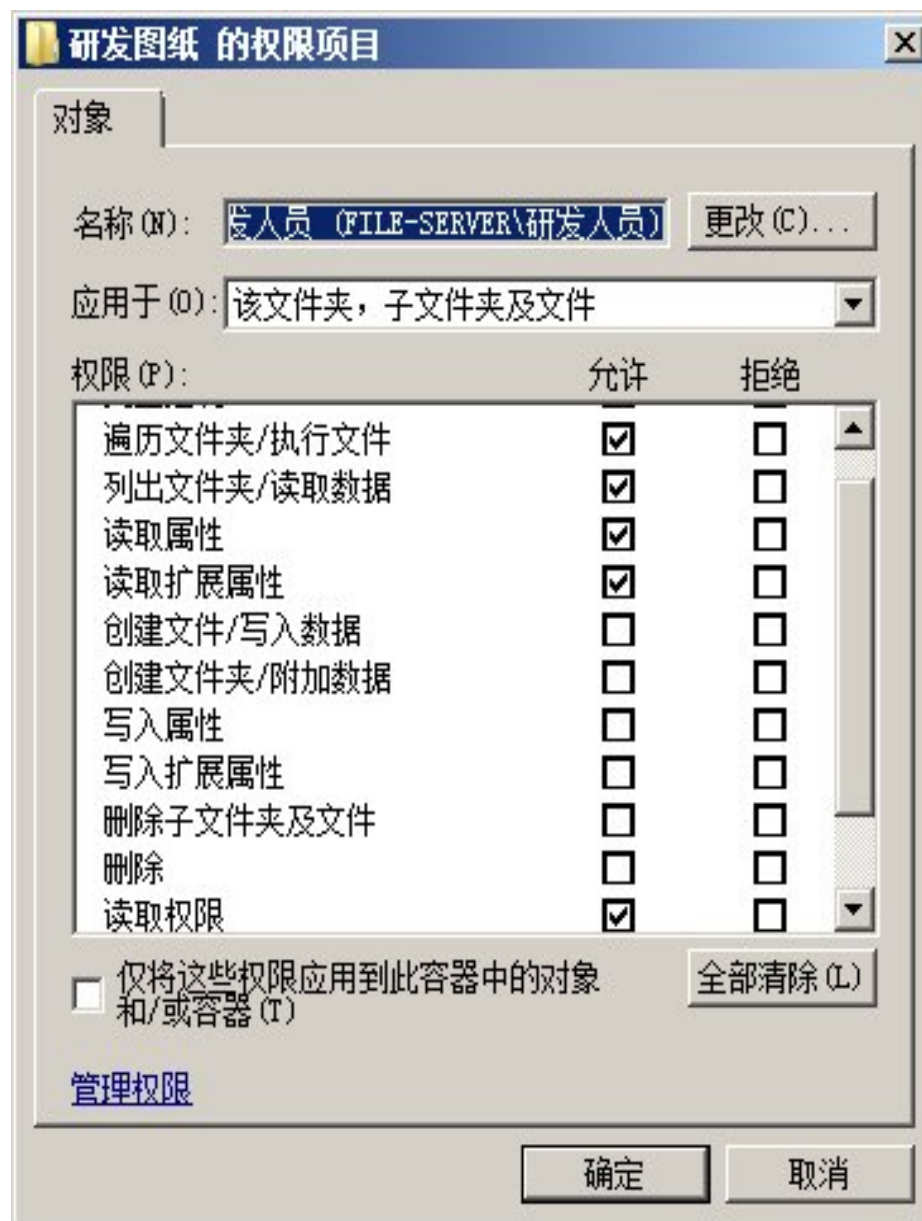 研发图纸 的权限项目
对象
名称(N): 发人员 (FILE-SERVER\研发人员) 更改(C)...
应用于(O): 该文件夹，子文件夹及文件
权限(P): 允许 拒绝
遍历文件夹/执行文件
列出文件夹/读取数据
读取属性
读取扩展属性
创建文件/写入数据
创建文件夹/附加数据
写入属性
写入扩展属性
删除子文件夹及文件
删除
读取权限
仅将这些权限应用到此容器中的对象
和/或容器(T)
全部清除(L)
管理权限
确定 取消